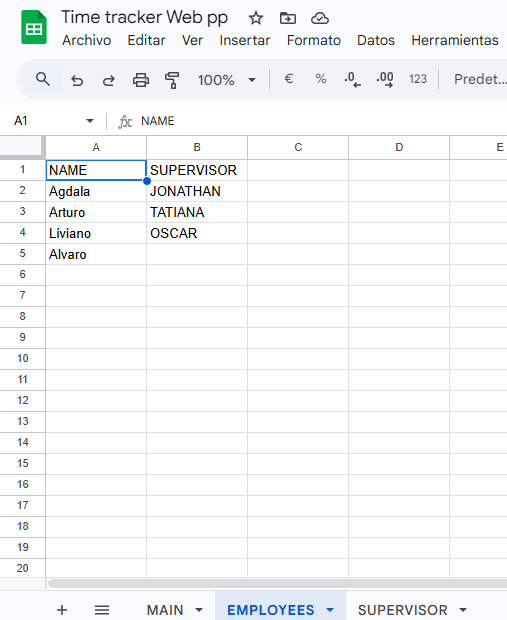 Time tracker Web pp
Archivo Editar Ver Insertar Formato Datos Herramientas
100% € % .0 .00 123 Predet...
A1 fx NAME
A B C D E
1 NAME SUPERVISOR
2 Agdala JONATHAN
3 Arturo TATIANA
4 Liviano OSCAR
5 Alvaro
6
7
8
9
10
11
12
13
14
15
16
17
18
19
20
+ MAIN EMPLOYEES SUPERVISOR